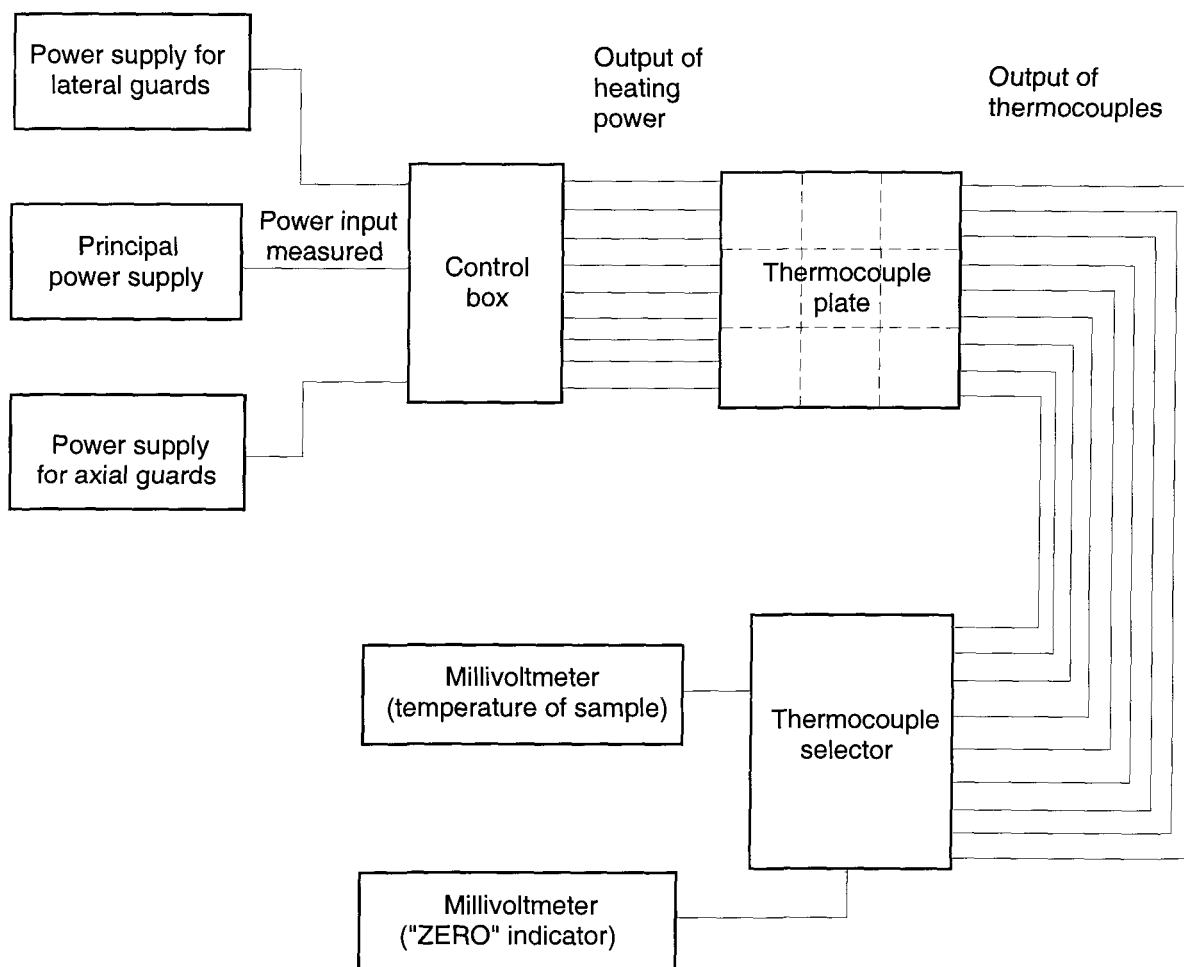 Power supply for
lateral guards
Output of
heating
power
Output of
thermocouples
Principal
power supply
Power input
measured
Control
box
Thermocouple
plate
Power supply
for axial guards
Millivoltmeter
(temperature of sample)
Thermocouple
selector
Millivoltmeter
("ZERO" indicator)